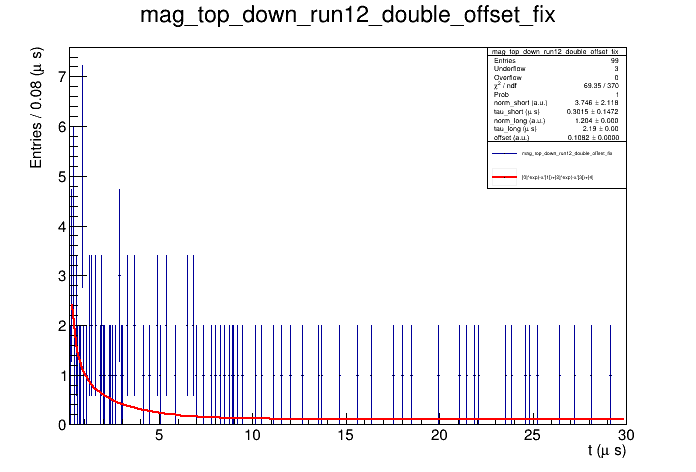 mag_top_down_run12_double_offset_fix
Entries / 0.08 (μ s)
mag_top_down_run12_double_offset_fix
Entries 99
Underflow 3
Overflow 0
χ² / ndf 69.35 / 370
Prob 1
norm_short (a.u.) 3.746 ± 2.118
tau_short (μ s) 0.3015 ± 0.1472
norm_long (a.u.) 1.204 ± 0.000
tau_long (μ s) 2.19 ± 0.00
offset (a.u.) 0.1082 ± 0.0000
mag_top_down_run12_double_offset_fix
7
6
5
4
3
2
1
0
5 10 15 20 25 30
t (μ s)